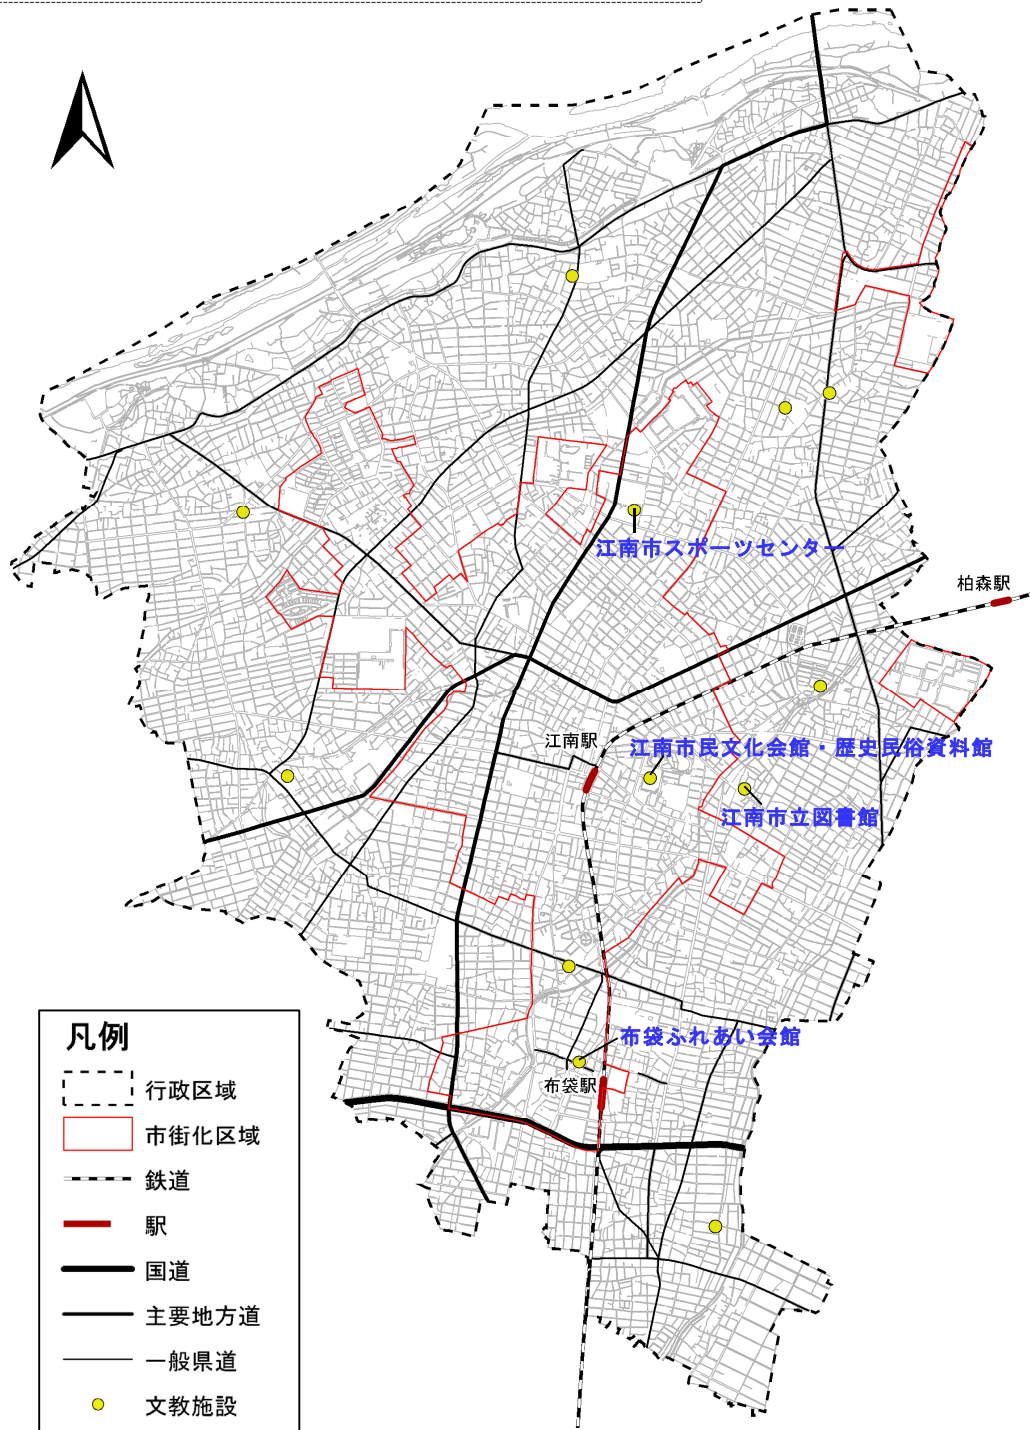 江南市スポーツセンター
柏森駅
江南駅
江南市民文化会館・歴史民俗資料館
江南市立図書館
布袋ふれあい会館
布袋駅
凡例
行政区域
市街化区域
鉄道
駅
国道
主要地方道
一般県道
文教施設